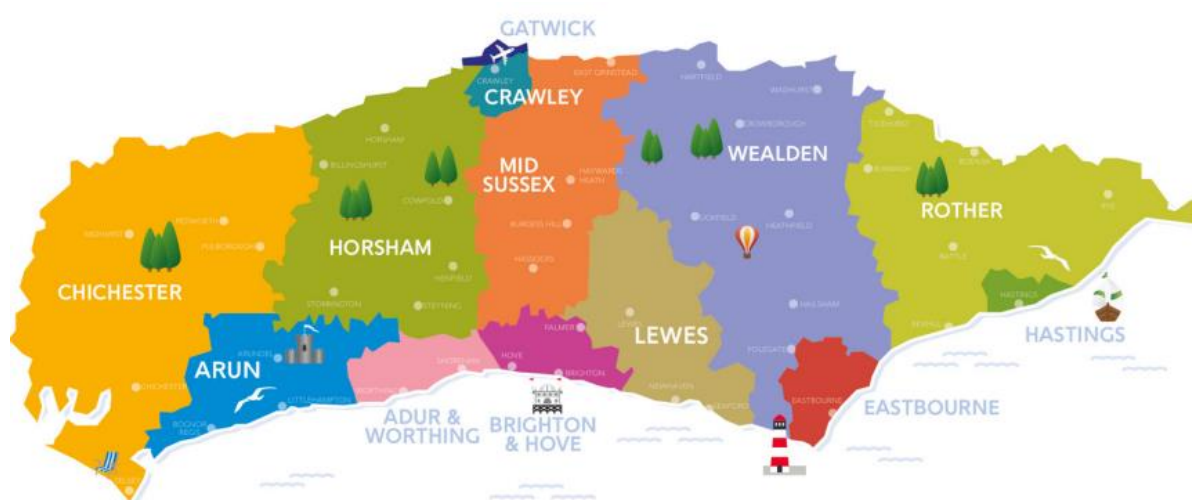 GATWICK
CRAWLEY
EAST GRINSTEAD
HARTFIELD
WADHURST
CRAWLEY
TICEHURST
HORSHAM
CROWBOROUGH
BODIAM
BILLINGSHURST
WEALDEN
MID
SUSSEX
HAYWARDS
HEATH
COWFOLD
RYE
ROTHER
PETWORTH
UCKFIELD
HEATHFIELD
MIDHURST
BURGESS HILL
PULBOROUGH
HORSHAM
BATTLE
HASSOCKS
HENFIELD
CHICHESTER
STORRINGTON
STEYNING
HAILSHAM
HASTINGS
LEWES
FALMER
BEXHILL
HASTINGS
LEWES
POLEGATE
ARUNDEL
SHOREHAM
HOVE
BRIGHTON
ARUN
CHICHESTER
WORTHING
NEWHAVEN
SEAFORD
EASTBOURNE
EASTBOURNE
LITTLEHAMPTON
ADUR &
WORTHING
BRIGHTON
& HOVE
BOGNOR
REGIS
SELSEY